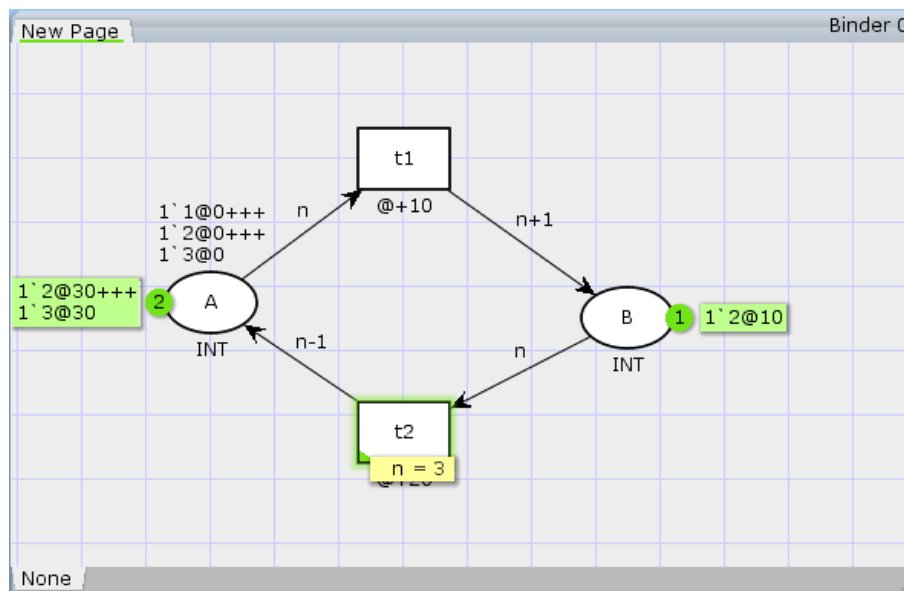 New Page
Binder 0
t1
@+10
1`1@0+++
1`2@0+++
1`3@0
n
n+1
1`2@30+++
1`3@30
2
A
INT
B
1
1`2@10
INT
n-1
n
t2
n = 3
@+20
None